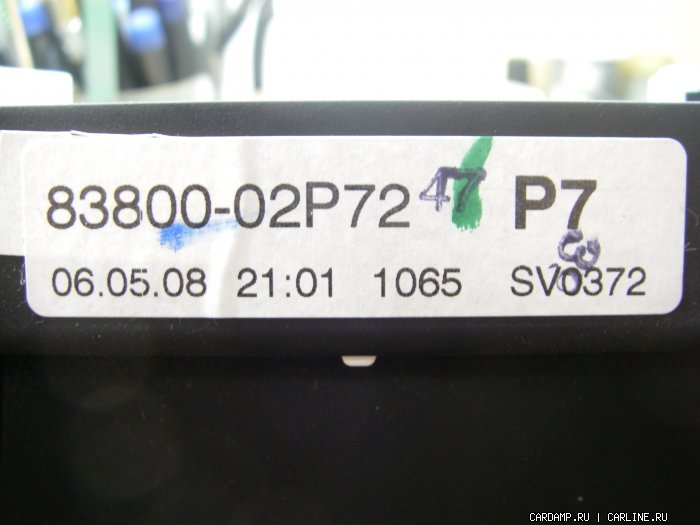 83800-02P72 47 P7
06.05.08 21:01 1065 SV0372
CARDAMP.RU | CARLINE.RU